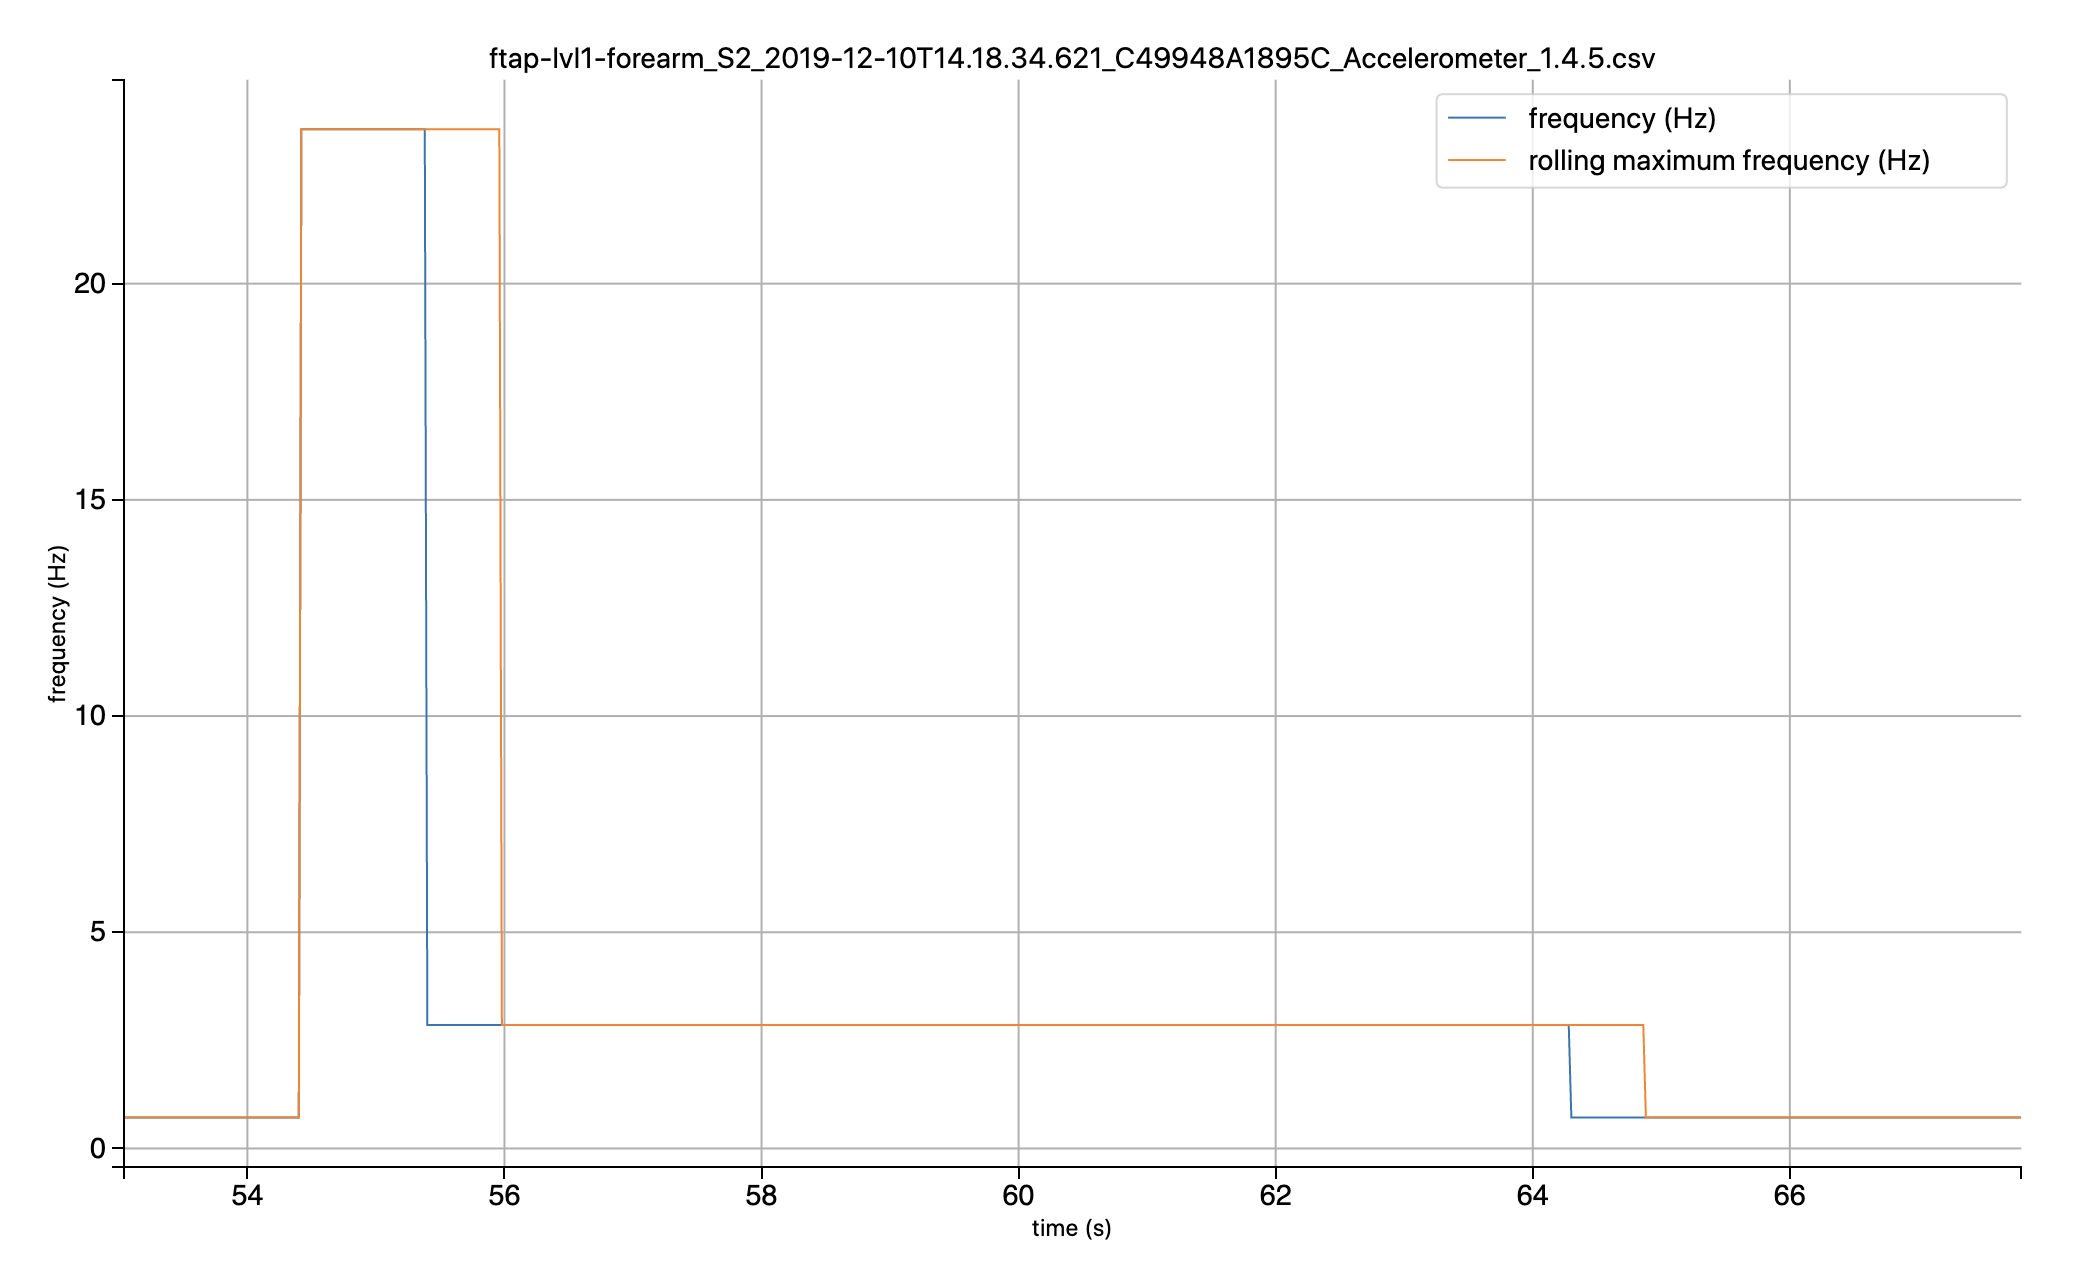 ftap-lvl1-forearm_S2_2019-12-10T14.18.34.621_C49948A1895C_Accelerometer_1.4.5.csv
frequency (Hz)
rolling maximum frequency (Hz)
20
15
10
5
0
frequency (Hz)
54 56 58 60 62 64 66
time (s)